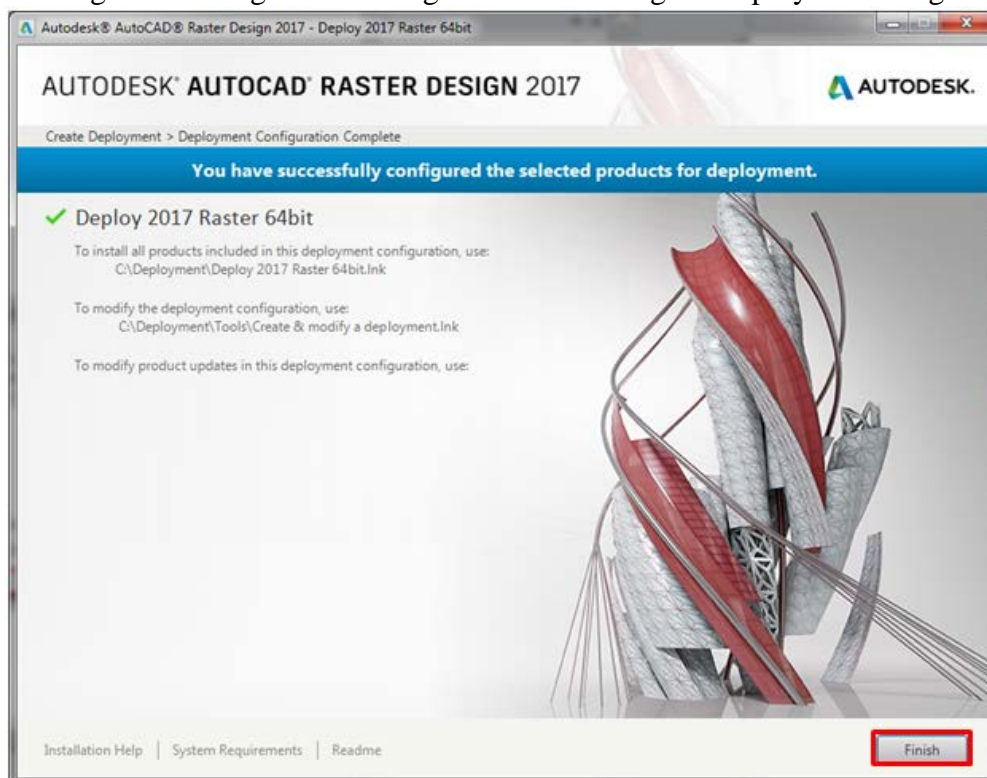 Autodesk® AutoCAD® Raster Design 2017 - Deploy 2017 Raster 64bit
AUTODESK® AUTOCAD® RASTER DESIGN 2017
AUTODESK.
Create Deployment > Deployment Configuration Complete
You have successfully configured the selected products for deployment.
Deploy 2017 Raster 64bit
To install all products included in this deployment configuration, use:
C:\Deployment\Deploy 2017 Raster 64bit.lnk
To modify the deployment configuration, use:
C:\Deployment\Tools\Create & modify a deployment.lnk
To modify product updates in this deployment configuration, use:
Installation Help | System Requirements | Readme
Finish